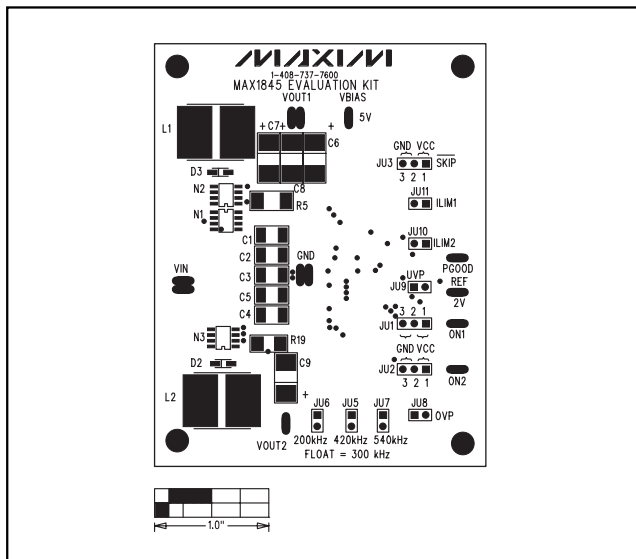 MAXIM
1-408-737-7600
MAX1845 EVALUATION KIT
VOUT1 VBIAS
5V
L1
+ C7 + +
C6
GND VCC
JU3 SKIP
3 2 1
D3
N2
C8
R5
JU11
ILIM1
N1
C1
JU10
ILIM2
C2
GND
C3
VIN
UVP
JU9
PGOOD
REF
2V
C5
C4
3 2 1
JU1
ON1
N3
R19
GND VCC
D2
C9
JU2
3 2 1
ON2
L2
+
VOUT2
JU6 JU5 JU7
JU8
OVP
200kHz 420kHz 540kHz
FLOAT = 300 kHz
1.0"